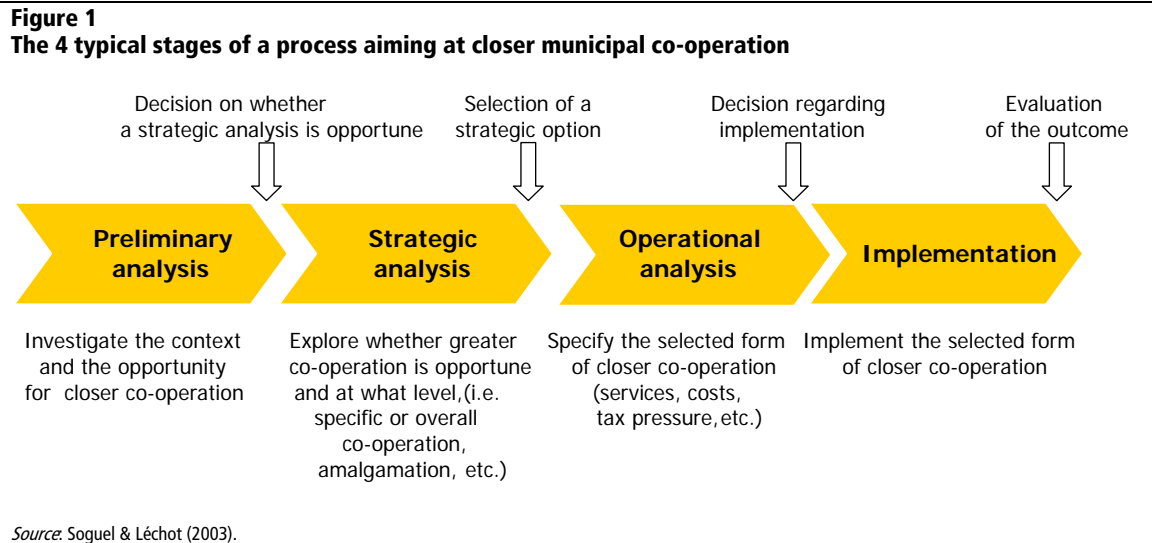 Figure 1
The 4 typical stages of a process aiming at closer municipal co-operation
Decision on whether
a strategic analysis is opportune
Selection of a
strategic option
Decision regarding
implementation
Evaluation
of the outcome
Preliminary
analysis
Strategic
analysis
Operational
analysis
Implementation
Investigate the context
and the opportunity
for closer co-operation
Explore whether greater
co-operation is opportune
and at what level,(i.e.
specific or overall
co-operation,
amalgamation, etc.)
Specify the selected form
of closer co-operation
(services, costs,
tax pressure,etc.)
Implement the selected form
of closer co-operation
Source: Soguel & Léchot (2003).